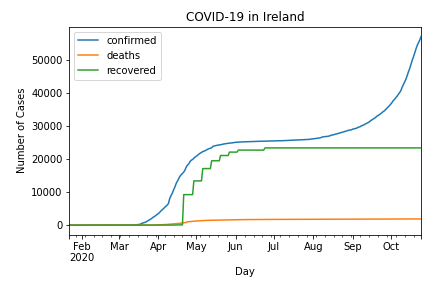 COVID-19 in Ireland
confirmed
deaths
recovered
50000
40000
30000
20000
10000
0
Number of Cases
Feb Mar Apr May Jun Jul Aug Sep Oct
2020
Day